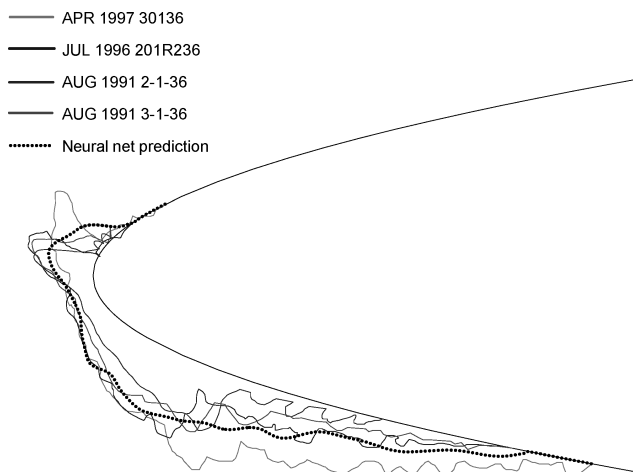 APR 1997 30136
JUL 1996 201R236
AUG 1991 2-1-36
AUG 1991 3-1-36
Neural net prediction